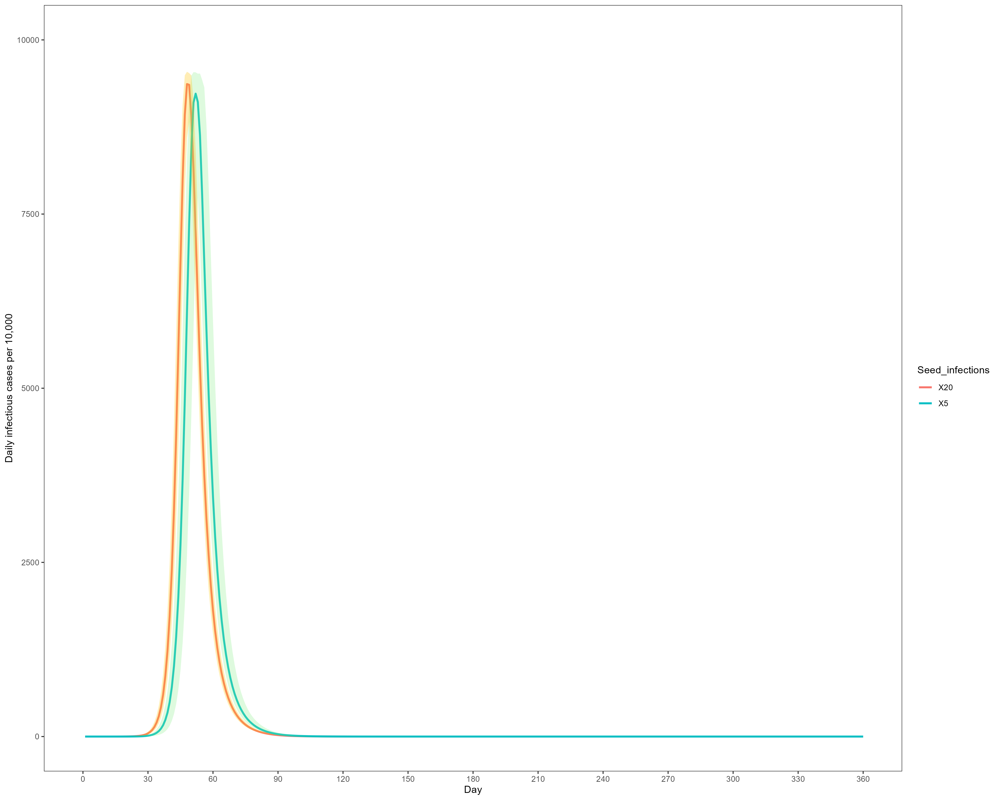 Daily infectious cases per 10,000
10000
7500
5000
2500
0
0 30 60 90 120 150 180 210 240 270 300 330 360
Day
Seed_infections
X20
X5